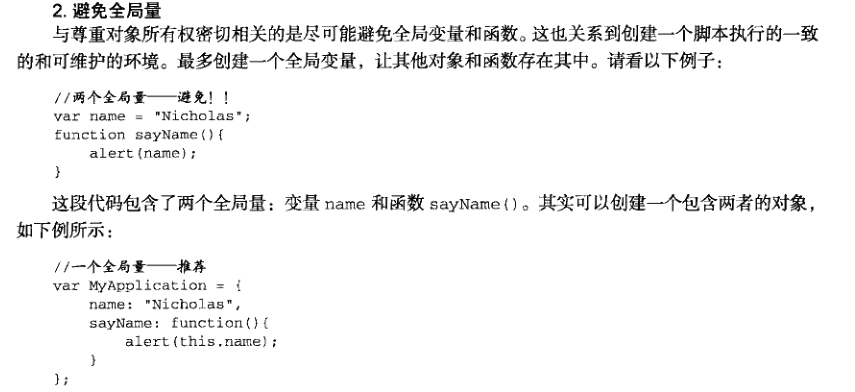 2. 避免全局量
与尊重对象所有权密切相关的是尽可能避免全局变量和函数。这也关系到创建一个脚本执行的一致
的和可维护的环境。最多创建一个全局变量，让其他对象和函数存在其中。请看以下例子：
//两个全局量——避免！！
var name = "Nicholas";
function sayName(){
    alert(name);
}
这段代码包含了两个全局量：变量 name 和函数 sayName()。其实可以创建一个包含两者的对象，
如下例所示：
//一个全局量——推荐
var MyApplication = {
    name: "Nicholas",
    sayName: function(){
        alert(this.name);
    }
};